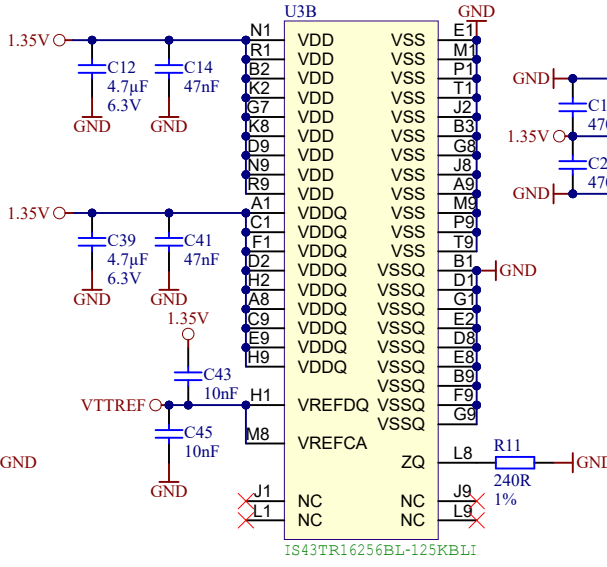 U3B
GND
1.35V
C12
4.7µF
6.3V
GND
C14
47nF
GND
1.35V
C39
4.7µF
6.3V
GND
C41
47nF
GND
1.35V
C43
10nF
VTTREF
C45
10nF
GND
GND
N1 VDD VSS E1
R1 VDD VSS M1
B2 VDD VSS P1
K2 VDD VSS T1
G7 VDD VSS J2
K8 VDD VSS B3
D9 VDD VSS G8
N9 VDD VSS J8
R9 VDD VSS A9
A1 VDDQ VSS M9
C1 VDDQ VSS P9
F1 VDDQ VSS T9
D2 VDDQ VSSQ B1
H2 VDDQ VSSQ D1
A8 VDDQ VSSQ G1
C9 VDDQ VSSQ E2
E9 VDDQ VSSQ D8
H9 VDDQ VSSQ E8
VSSQ B9
H1 VREFDQ VSSQ F9
VSSQ G9
M8 VREFCA
ZQ L8
J1 NC NC J9
L1 NC NC L9
IS43TR16256BL-125KBLI
GND
R11
240R
1%
GND
GND
C1
470
1.35V
C2
470
GND